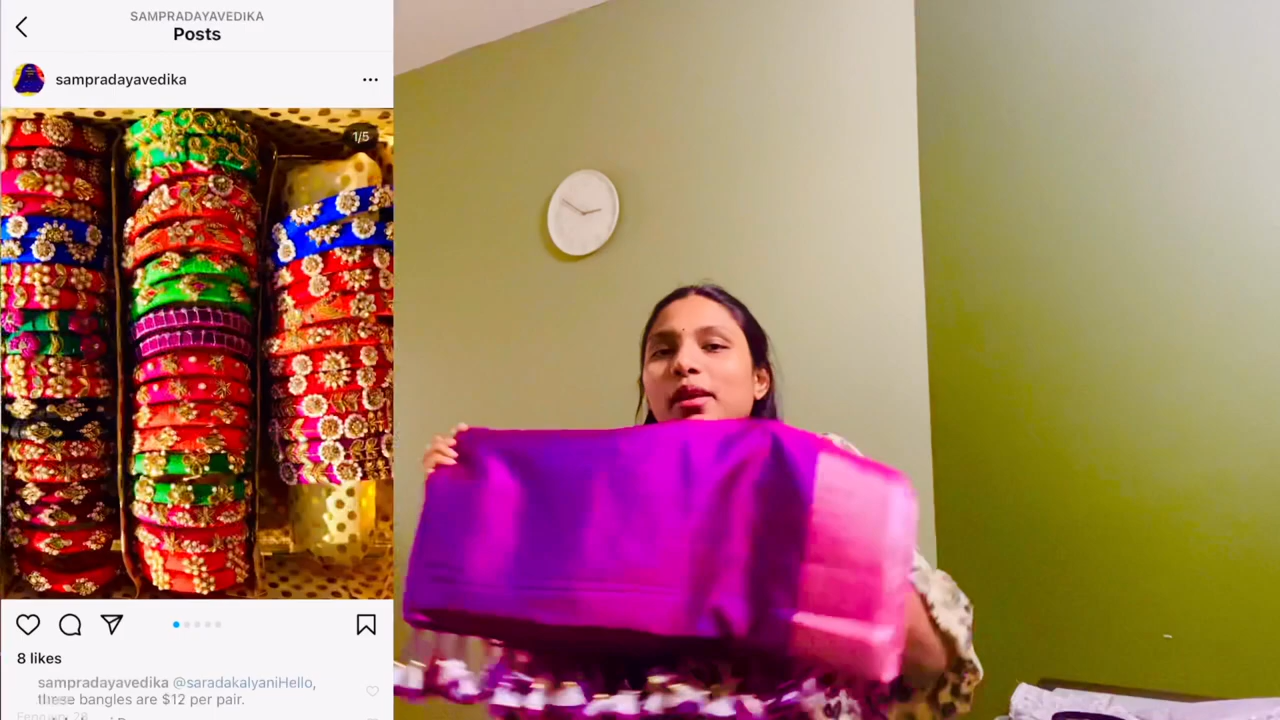 SAMPRADAYAVEDIKA
Posts
sampradayavedika
1/5
8 likes
sampradayavedika @saradakalyaniHello,
these bangles are $12 per pair.